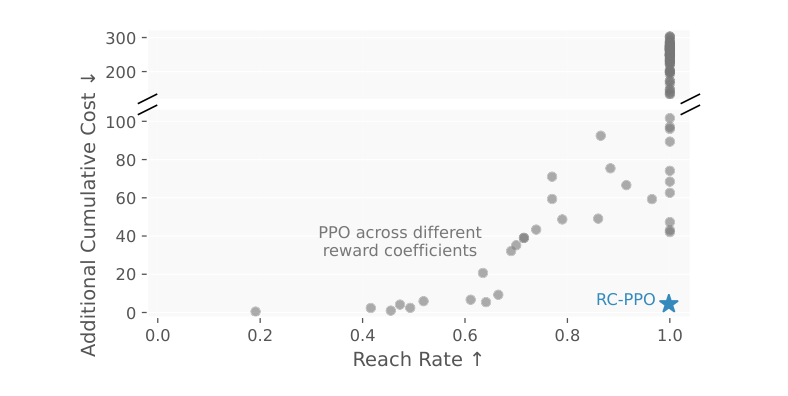 Additional Cumulative Cost ↓
300
200
100
80
60
40
20
0
PPO across different
reward coefficients
RC-PPO
0.0 0.2 0.4 0.6 0.8 1.0
Reach Rate ↑